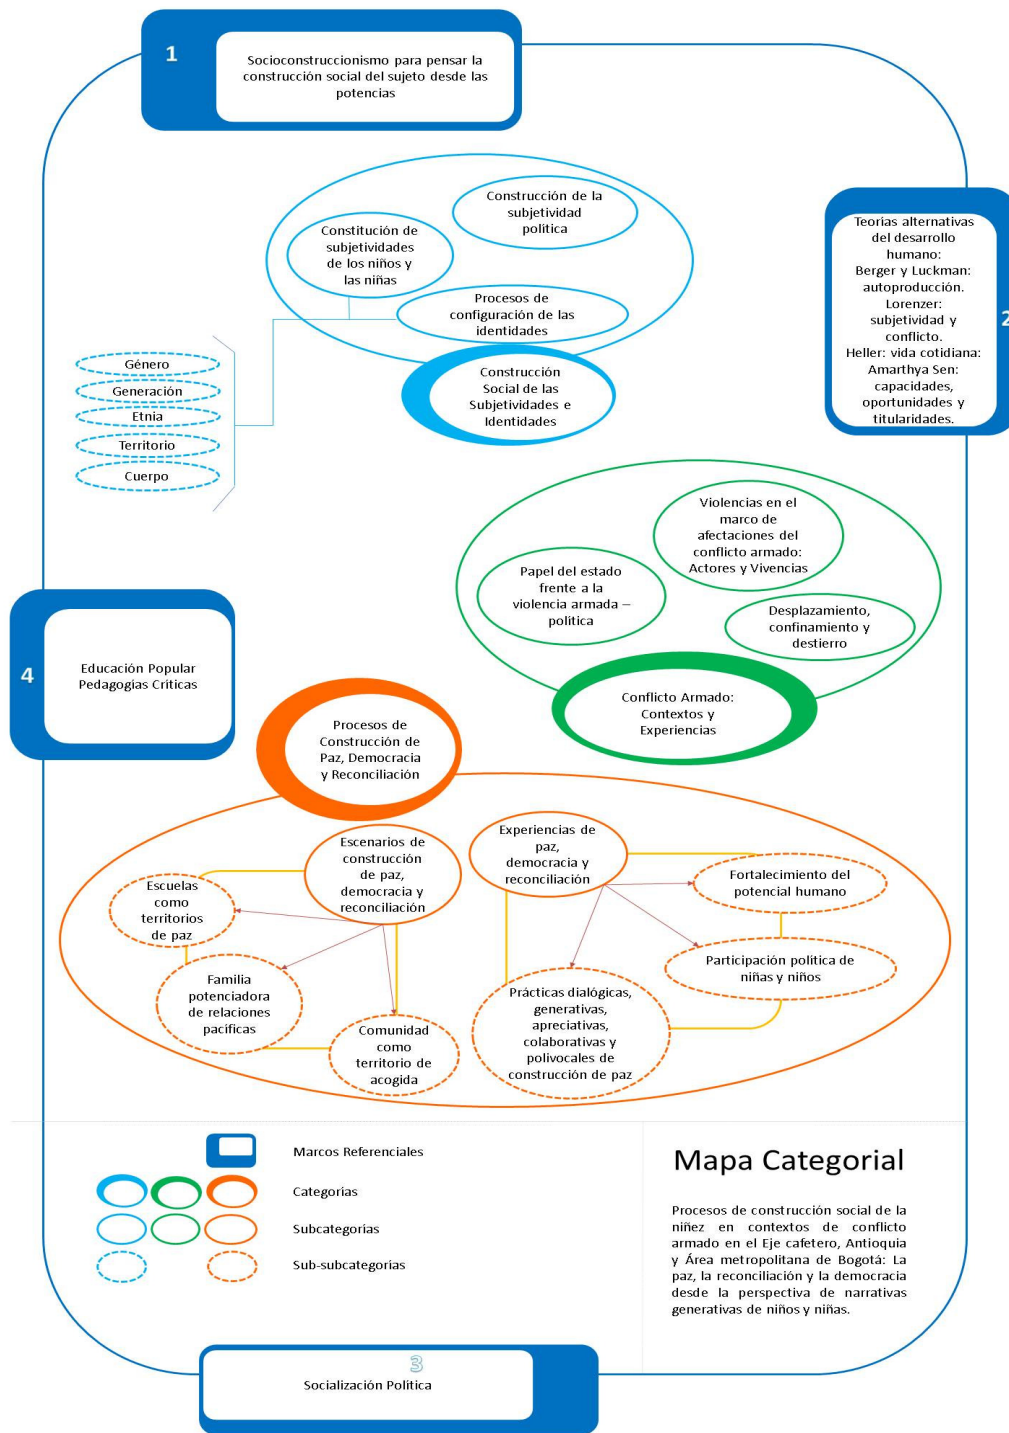 1
Socioconstruccionismo para pensar la
construcción social del sujeto desde las
potencias
Construcción de la
subjetividad
política
Constitución de
subjetividades
de los niños y
las niñas
Procesos de
configuración de las
identidades
Construcción
Social de las
Subjetividades e
Identidades
Género
Generación
Etnia
Territorio
Cuerpo
Teorías alternativas
del desarrollo
humano:
Berger y Luckman:
autoproducción.
Lorenzer:
subjetividad y
conflicto.
Heller: vida cotidiana:
Amarthya Sen:
capacidades,
oportunidades y
titularidades.
2
Violencias en el
marco de
afectaciones del
conflicto armado:
Actores y Vivencias
Papel del estado
frente a la
violencia armada –
política
Desplazamiento,
confinamiento y
destierro
Conflicto Armado:
Contextos y
Experiencias
4
Educación Popular
Pedagogías Críticas
Procesos de
Construcción de
Paz, Democracia
y Reconciliación
Escenarios de
construcción
de paz,
democracia y
reconciliación
Escuelas
como
territorios
de paz
Familia
potenciadora
de relaciones
pacíficas
Comunidad
como
territorio de
acogida
Experiencias de
paz,
democracia y
reconciliación
Fortalecimiento del
potencial humano
Participación política de
niñas y niños
Prácticas dialógicas,
generativas,
apreciativas,
colaborativas y
polivocales de
construcción de paz
Marcos Referenciales
Categorías
Subcategorías
Sub-subcategorías
Mapa Categorial
Procesos de construcción social de la
niñez en contextos de conflicto
armado en el Eje cafetero, Antioquia
y Área metropolitana de Bogotá: La
paz, la reconciliación y la democracia
desde la perspectiva de narrativas
generativas de niños y niñas.
3
Socialización Política